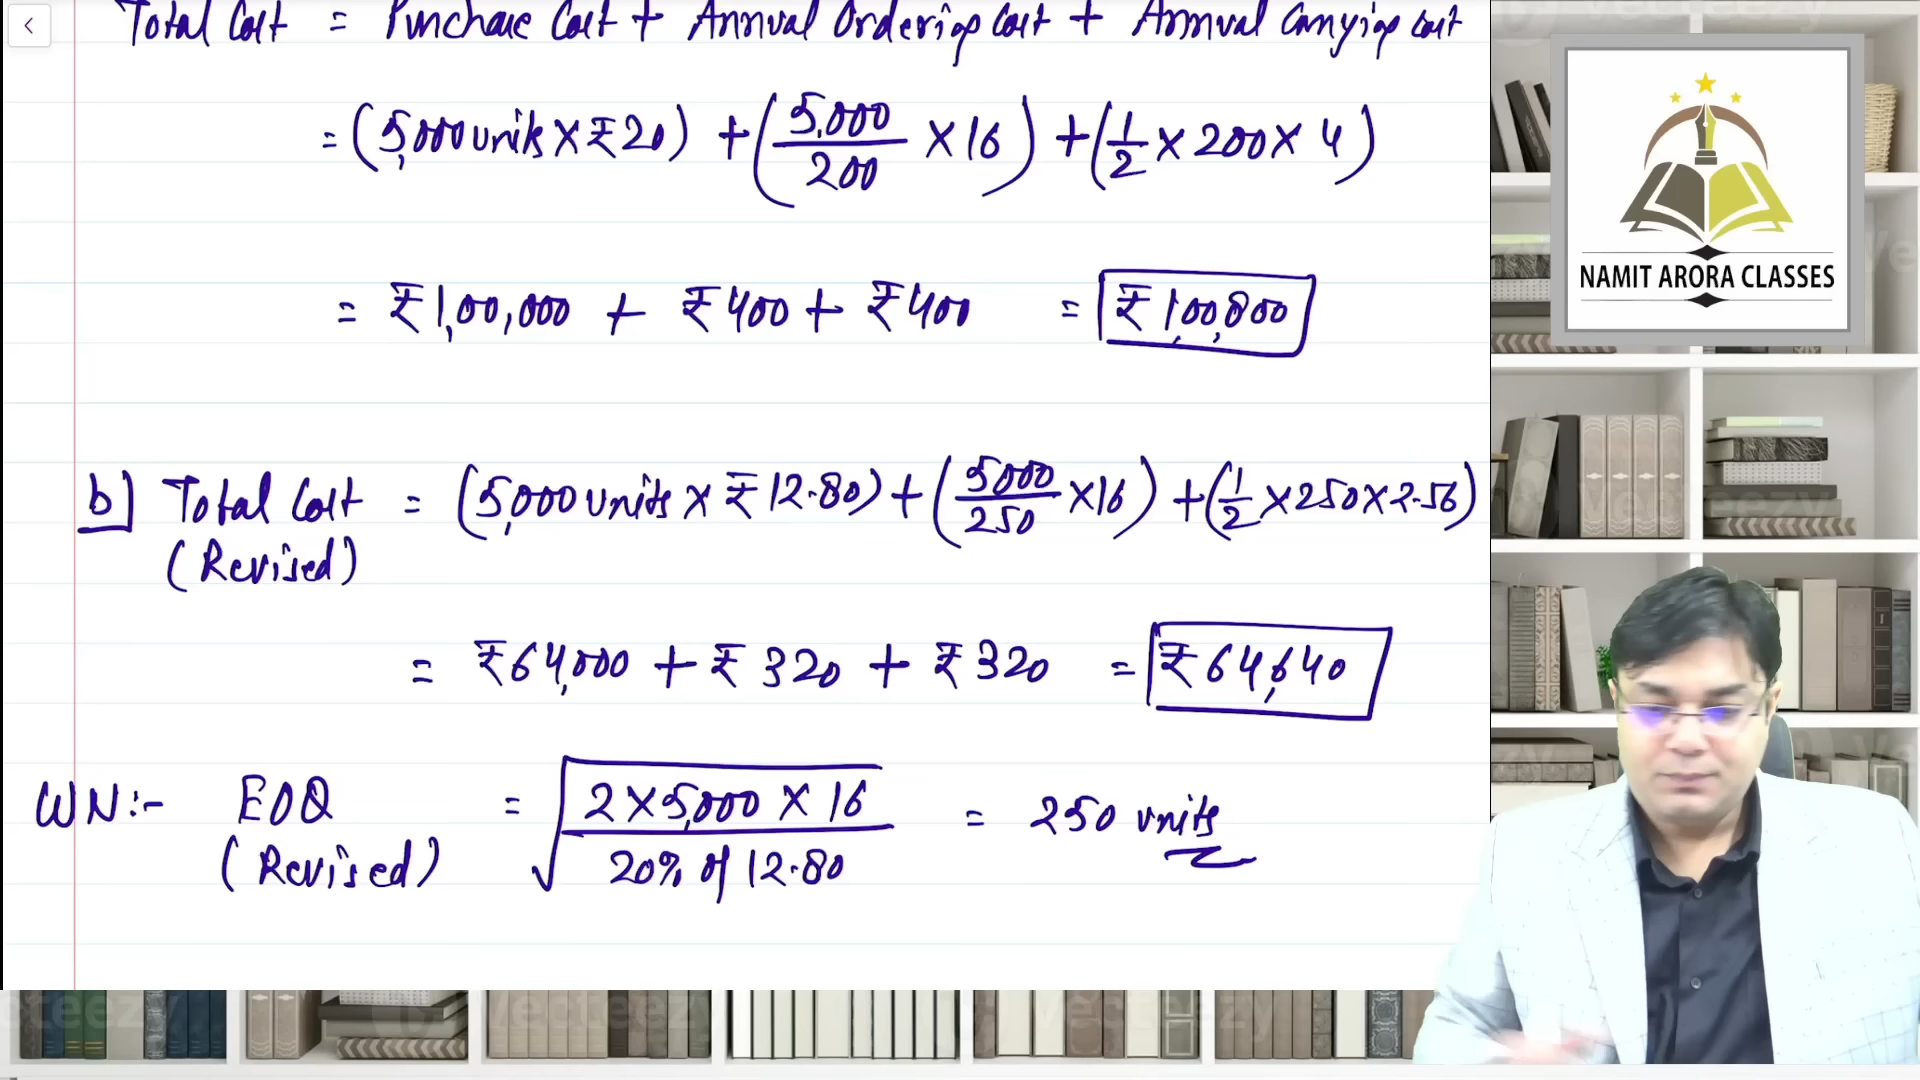 Total Cost = Purchase Cost + Annual Ordering Cost + Annual Carrying cost
= (5,000 units × ₹20) + (5,000/200 × 16) + (1/2 × 200 × 4)
= ₹1,00,000 + ₹400 + ₹400 = ₹1,00,800
b] Total Cost = (5,000 units × ₹12.80) + (5000/250 × 16) + (1/2 × 250 × 2.56)
(Revised)
= ₹64,000 + ₹320 + ₹320 = ₹64,640
WN:- EOQ = √(2 × 5,000 × 16 / 20% of 12.80) = 250 units
(Revised)
NAMIT ARORA CLASSES